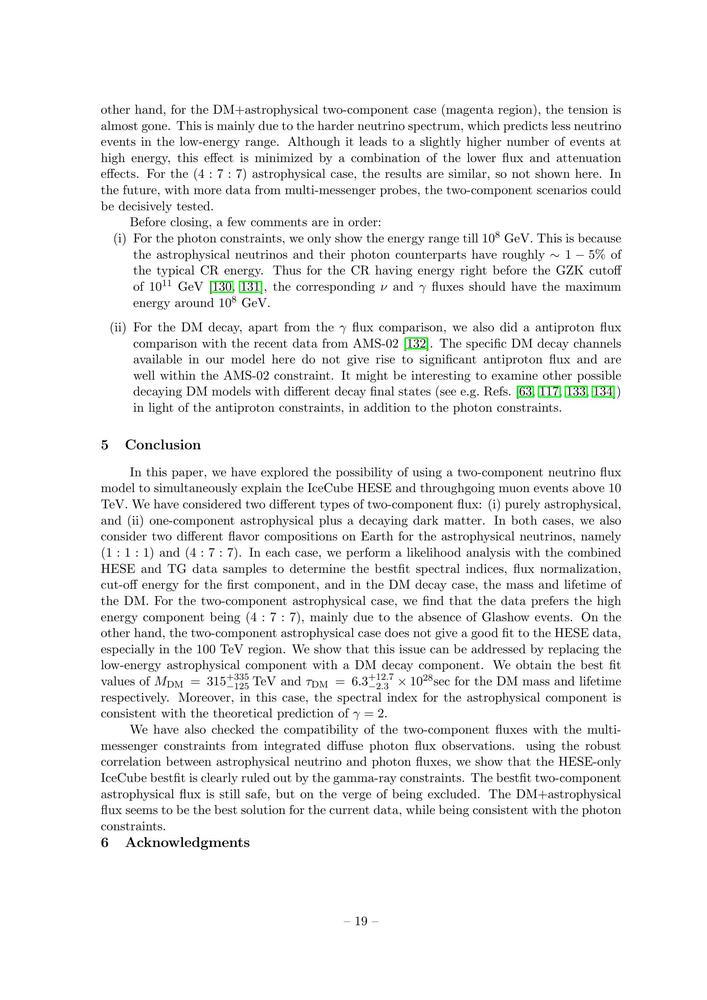 other hand, for the DM+astrophysical two-component case (magenta region), the tension is
almost gone. This is mainly due to the harder neutrino spectrum, which predicts less neutrino
events in the low-energy range. Although it leads to a slightly higher number of events at
high energy, this effect is minimized by a combination of the lower flux and attenuation
effects. For the (4 : 7 : 7) astrophysical case, the results are similar, so not shown here. In
the future, with more data from multi-messenger probes, the two-component scenarios could
be decisively tested.
Before closing, a few comments are in order:
(i) For the photon constraints, we only show the energy range till 10⁸ GeV. This is because
the astrophysical neutrinos and their photon counterparts have roughly ∼ 1 − 5% of
the typical CR energy. Thus for the CR having energy right before the GZK cutoff
of 10¹¹ GeV [130, 131], the corresponding ν and γ fluxes should have the maximum
energy around 10⁸ GeV.
(ii) For the DM decay, apart from the γ flux comparison, we also did a antiproton flux
comparison with the recent data from AMS-02 [132]. The specific DM decay channels
available in our model here do not give rise to significant antiproton flux and are
well within the AMS-02 constraint. It might be interesting to examine other possible
decaying DM models with different decay final states (see e.g. Refs. [63, 117, 133, 134])
in light of the antiproton constraints, in addition to the photon constraints.
5 Conclusion
In this paper, we have explored the possibility of using a two-component neutrino flux
model to simultaneously explain the IceCube HESE and throughgoing muon events above 10
TeV. We have considered two different types of two-component flux: (i) purely astrophysical,
and (ii) one-component astrophysical plus a decaying dark matter. In both cases, we also
consider two different flavor compositions on Earth for the astrophysical neutrinos, namely
(1 : 1 : 1) and (4 : 7 : 7). In each case, we perform a likelihood analysis with the combined
HESE and TG data samples to determine the bestfit spectral indices, flux normalization,
cut-off energy for the first component, and in the DM decay case, the mass and lifetime of
the DM. For the two-component astrophysical case, we find that the data prefers the high
energy component being (4 : 7 : 7), mainly due to the absence of Glashow events. On the
other hand, the two-component astrophysical case does not give a good fit to the HESE data,
especially in the 100 TeV region. We show that this issue can be addressed by replacing the
low-energy astrophysical component with a DM decay component. We obtain the best fit
values of M_DM = 315^{+335}_{−125} TeV and τ_DM = 6.3^{+12.7}_{−2.3} × 10²⁸sec for the DM mass and lifetime
respectively. Moreover, in this case, the spectral index for the astrophysical component is
consistent with the theoretical prediction of γ = 2.
We have also checked the compatibility of the two-component fluxes with the multi-
messenger constraints from integrated diffuse photon flux observations. using the robust
correlation between astrophysical neutrino and photon fluxes, we show that the HESE-only
IceCube bestfit is clearly ruled out by the gamma-ray constraints. The bestfit two-component
astrophysical flux is still safe, but on the verge of being excluded. The DM+astrophysical
flux seems to be the best solution for the current data, while being consistent with the photon
constraints.
6 Acknowledgments
– 19 –